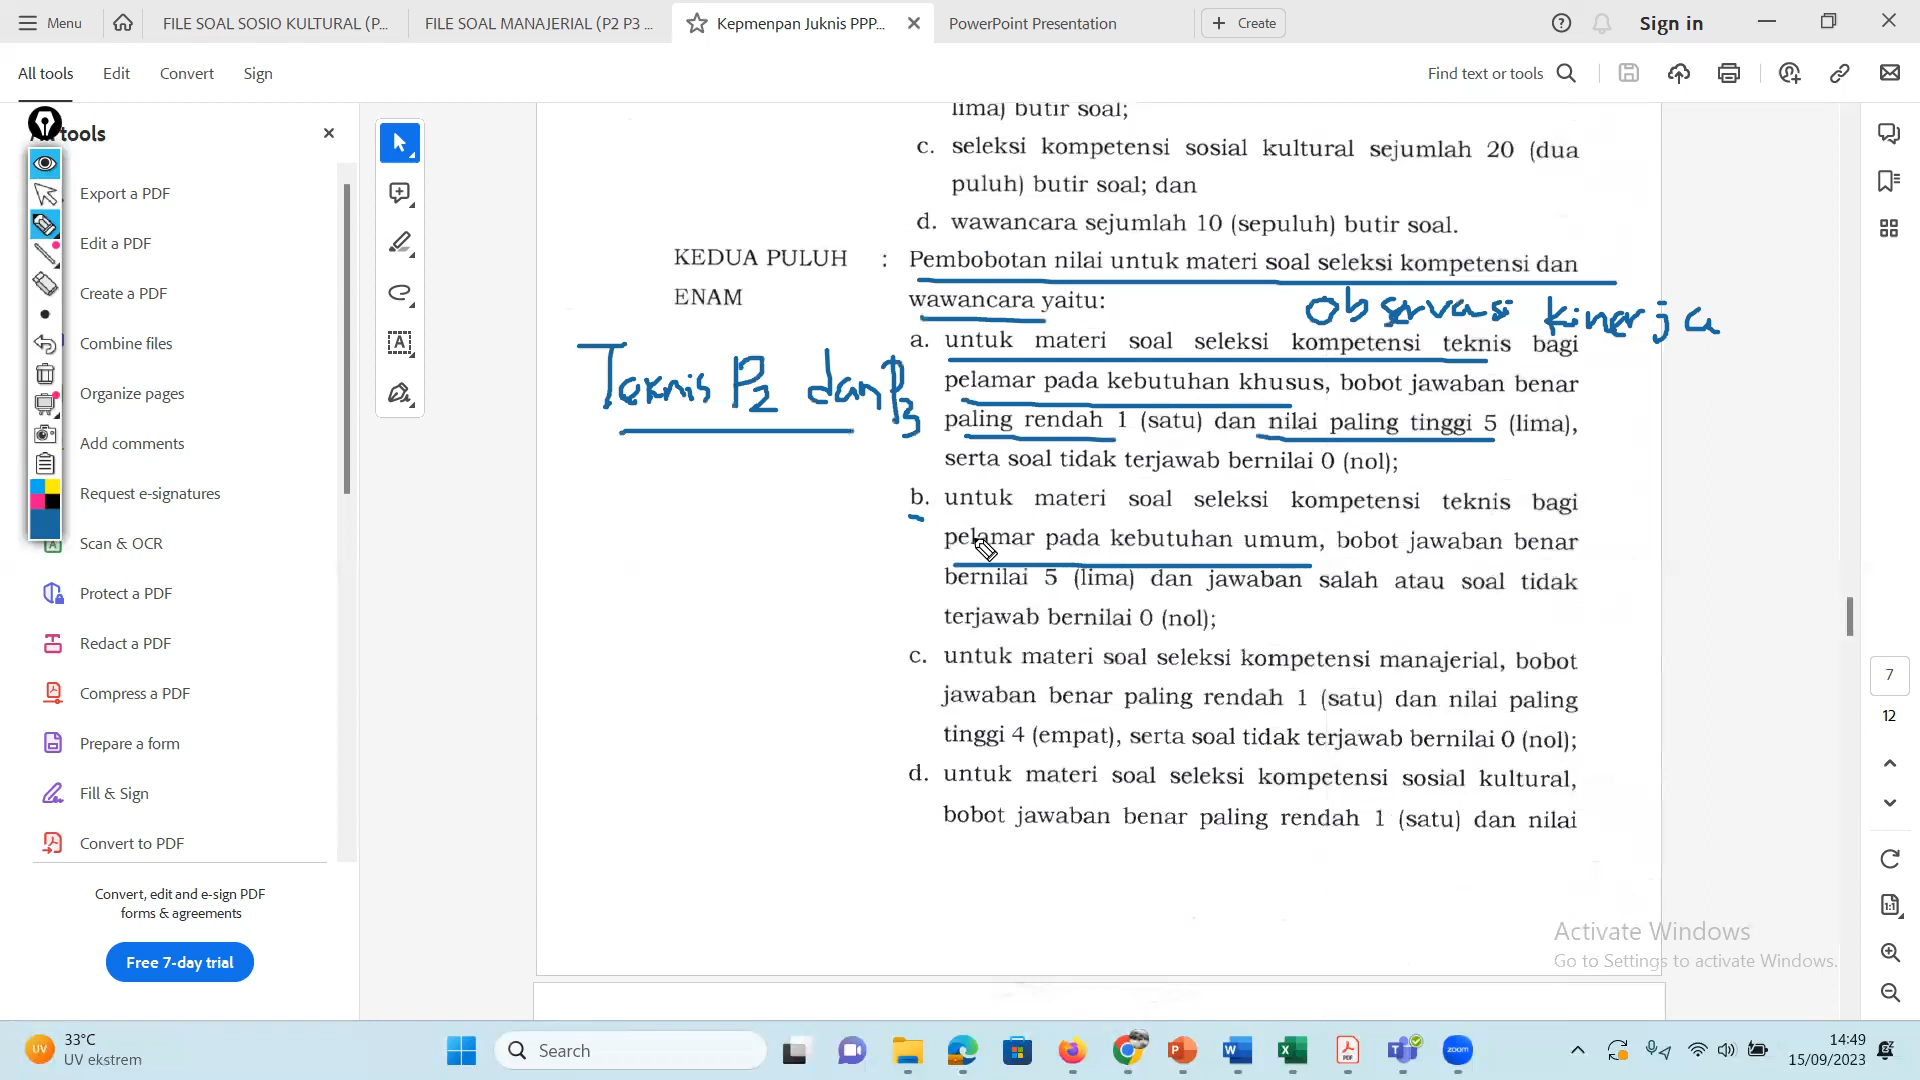 Menu
FILE SOAL SOSIO KULTURAL (P...
FILE SOAL MANAJERIAL (P2 P3 ...
Kepmenpan Juknis PPP...
PowerPoint Presentation
Create
Sign in
All tools
Edit
Convert
Sign
Find text or tools
tools
Export a PDF
Edit a PDF
Create a PDF
Combine files
Organize pages
Add comments
Request e-signatures
Scan & OCR
Protect a PDF
Redact a PDF
Compress a PDF
Prepare a form
Fill & Sign
Convert to PDF
Convert, edit and e-sign PDF
forms & agreements
Free 7-day trial
lima) butir soal;
c. seleksi kompetensi sosial kultural sejumlah 20 (dua
puluh) butir soal; dan
d. wawancara sejumlah 10 (sepuluh) butir soal.
KEDUA PULUH : Pembobotan nilai untuk materi soal seleksi kompetensi dan
ENAM wawancara yaitu:
Observasi kinerja
a. untuk materi soal seleksi kompetensi teknis bagi
Teknis P2 dan P3
pelamar pada kebutuhan khusus, bobot jawaban benar
paling rendah 1 (satu) dan nilai paling tinggi 5 (lima),
serta soal tidak terjawab bernilai 0 (nol);
b. untuk materi soal seleksi kompetensi teknis bagi
pelamar pada kebutuhan umum, bobot jawaban benar
bernilai 5 (lima) dan jawaban salah atau soal tidak
terjawab bernilai 0 (nol);
c. untuk materi soal seleksi kompetensi manajerial, bobot
jawaban benar paling rendah 1 (satu) dan nilai paling
tinggi 4 (empat), serta soal tidak terjawab bernilai 0 (nol);
d. untuk materi soal seleksi kompetensi sosial kultural,
bobot jawaban benar paling rendah 1 (satu) dan nilai
7
12
1:1
Activate Windows
Go to Settings to activate Windows.
UV
33°C
UV ekstrem
Search
W
zoom
14:49
15/09/2023